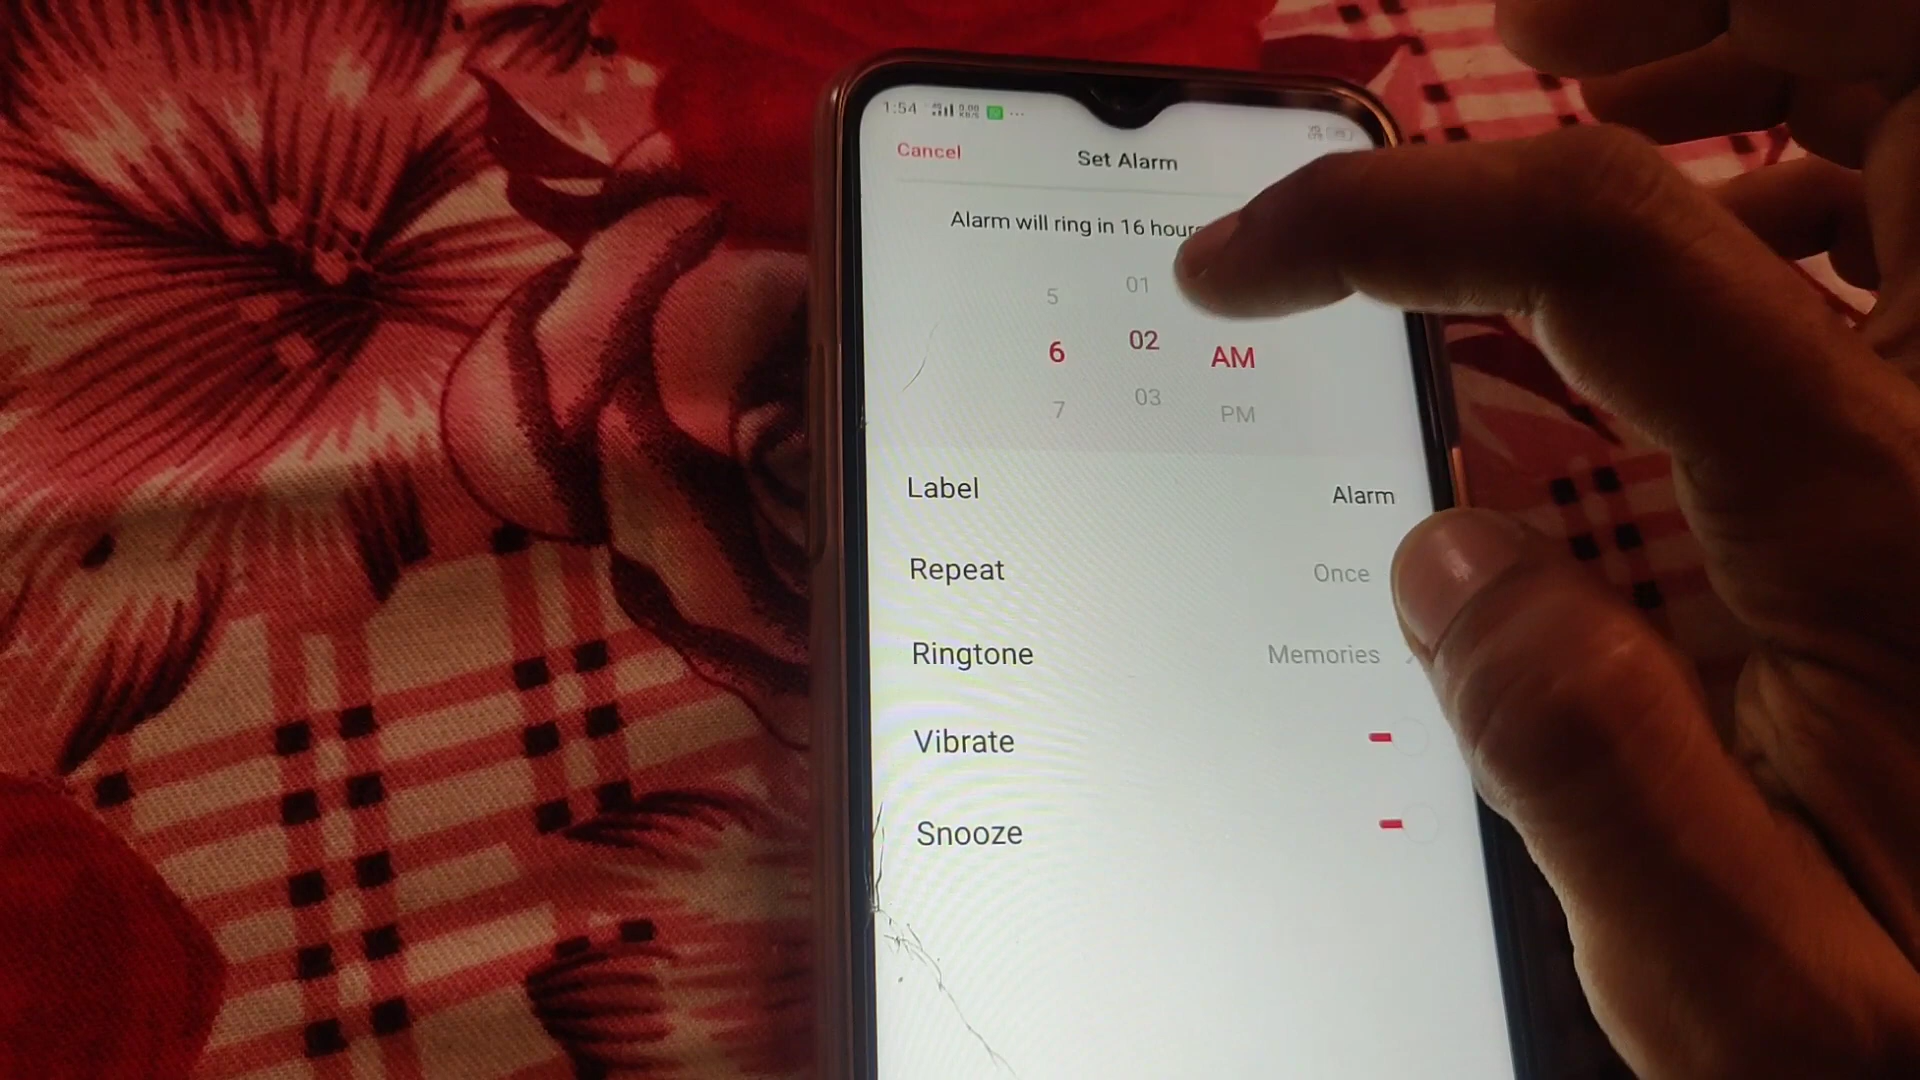 1:54
Cancel
Set Alarm
Alarm will ring in 16 hours
5 01
6 02 AM
7 03 PM
Label Alarm
Repeat Once
Ringtone Memories
Vibrate
Snooze